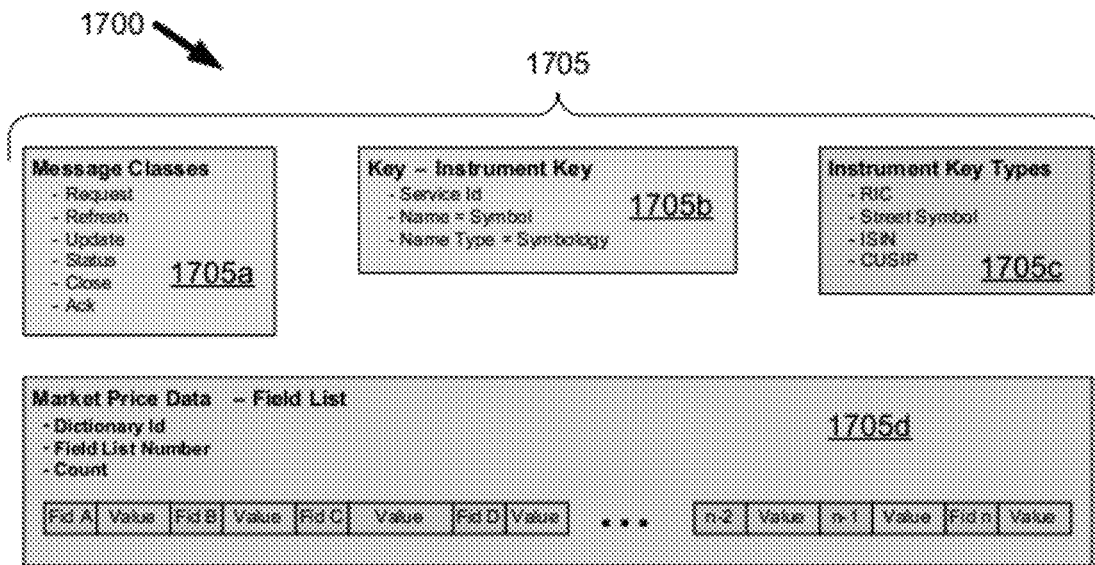 1700
1705
Message Classes
- Request
- Refresh
- Update
- Status
- Close
- Ack
1705a
Key – Instrument Key
- Service Id
- Name = Symbol
- Name Type = Symbology
1705b
Instrument Key Types
- RIC
- Street Symbol
- ISIN
- CUSIP
1705c
Market Price Data – Field List
- Dictionary Id
- Field List Number
- Count
1705d
Fid A Value Fid B Value Fid C Value Fid D Value ... n-2 Value n-1 Value Fid n Value